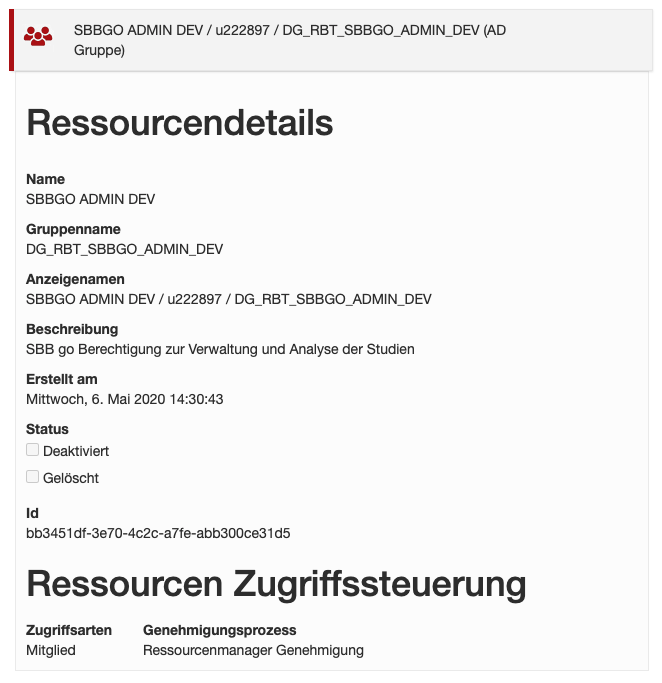 SBBGO ADMIN DEV / u222897 / DG_RBT_SBBGO_ADMIN_DEV (AD
Gruppe)
Ressourcendetails
Name
SBBGO ADMIN DEV
Gruppenname
DG_RBT_SBBGO_ADMIN_DEV
Anzeigenamen
SBBGO ADMIN DEV / u222897 / DG_RBT_SBBGO_ADMIN_DEV
Beschreibung
SBB go Berechtigung zur Verwaltung und Analyse der Studien
Erstellt am
Mittwoch, 6. Mai 2020 14:30:43
Status
Deaktiviert
Gelöscht
Id
bb3451df-3e70-4c2c-a7fe-abb300ce31d5
Ressourcen Zugriffssteuerung
Zugriffsarten Genehmigungsprozess
Mitglied Ressourcenmanager Genehmigung